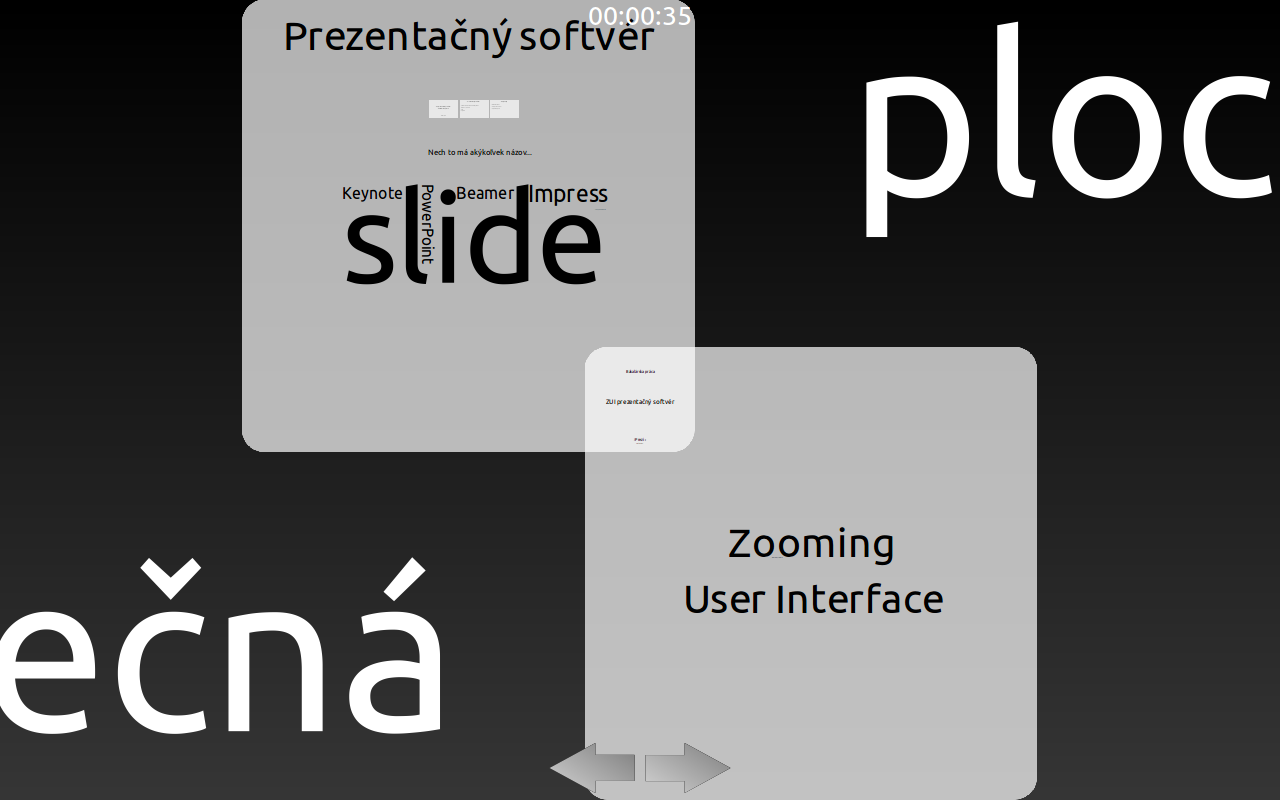 00:00:35
Prezentačný softvér
Nech to má akýkoľvek názov...
Keynote
PowerPoint
Beamer
Impress
slide
ploc
ZUI prezentačný softvér
Zooming
User Interface
ečná